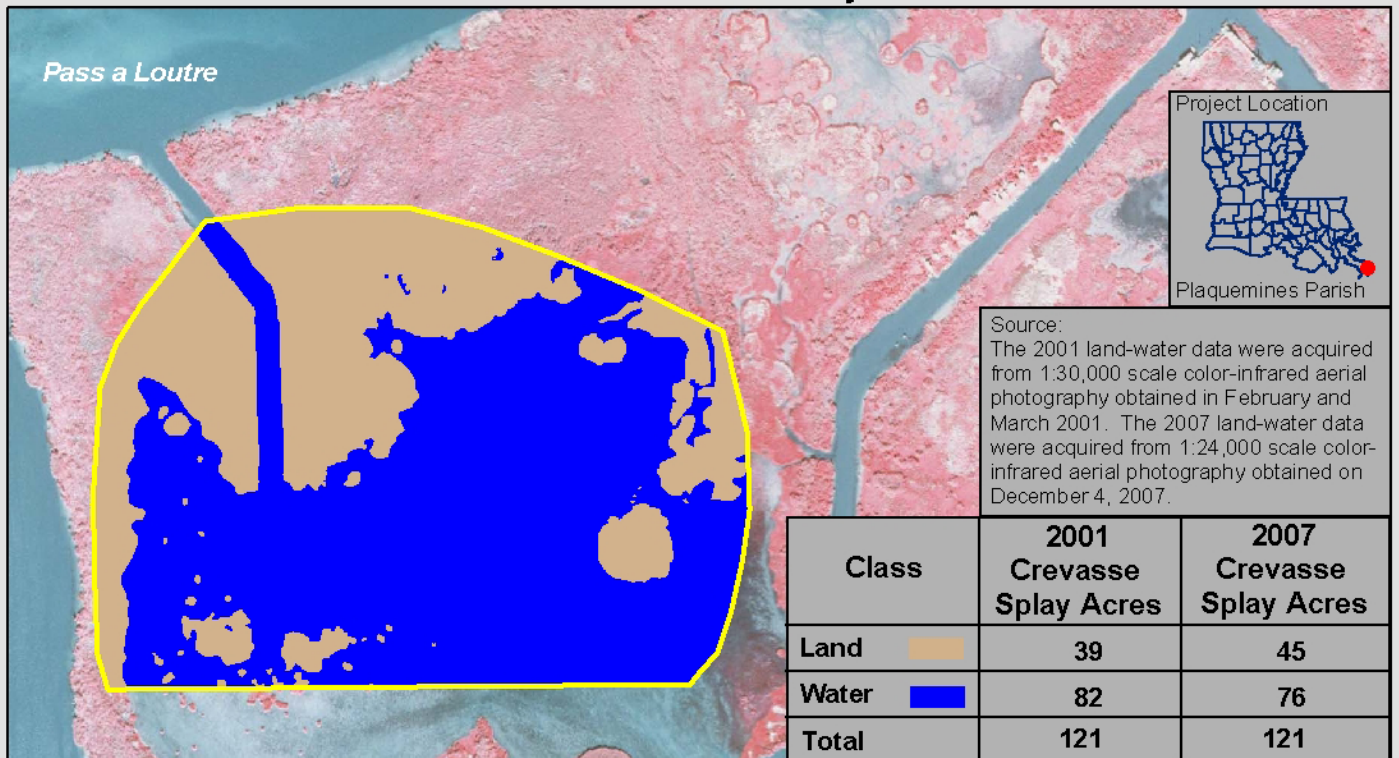 Pass a Loutre
Project Location
Plaquemines Parish
Source:
The 2001 land-water data were acquired
from 1:30,000 scale color-infrared aerial
photography obtained in February and
March 2001. The 2007 land-water data
were acquired from 1:24,000 scale color-
infrared aerial photography obtained on
December 4, 2007.
Class
2001
Crevasse
Splay Acres
2007
Crevasse
Splay Acres
Land 39 45
Water 82 76
Total 121 121